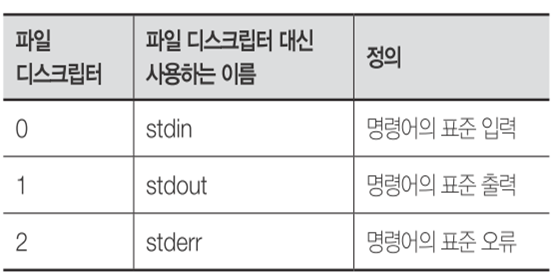 파일 디스크립터 대신
파일
정의
디스크립터
사용하는 이름
0 stdin 명령어의 표준 입력
1 stdout 명령어의 표준 출력
2 stderr 명령어의 표준 오류